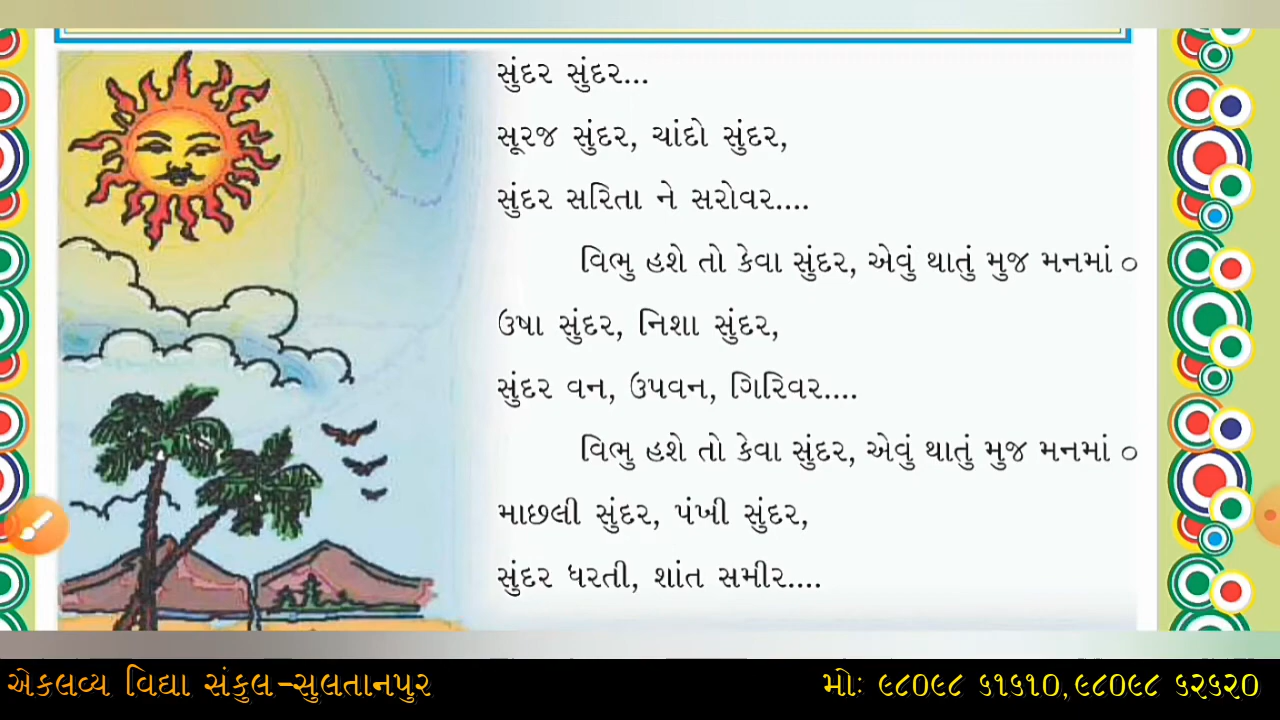 સુંદર સુંદર...
સૂરજ સુંદર, ચાંદો સુંદર,
સુંદર સરિતા ને સરોવર....
વિભુ હશે તો કેવા સુંદર, એવું થાતું મુજ મનમાં ૦
ઉષા સુંદર, નિશા સુંદર,
સુંદર વન, ઉપવન, ગિરિવર....
વિભુ હશે તો કેવા સુંદર, એવું થાતું મુજ મનમાં ૦
માછલી સુંદર, પંખી સુંદર,
સુંદર ધરતી, શાંત સમીર....
એકલવ્ય વિદ્યા સંકુલ-સુલતાનપુર
મોઃ ૯૮૦૯૮ ૬૧૬૧૦,૯૮૦૯૮ ૬૨૬૨૦